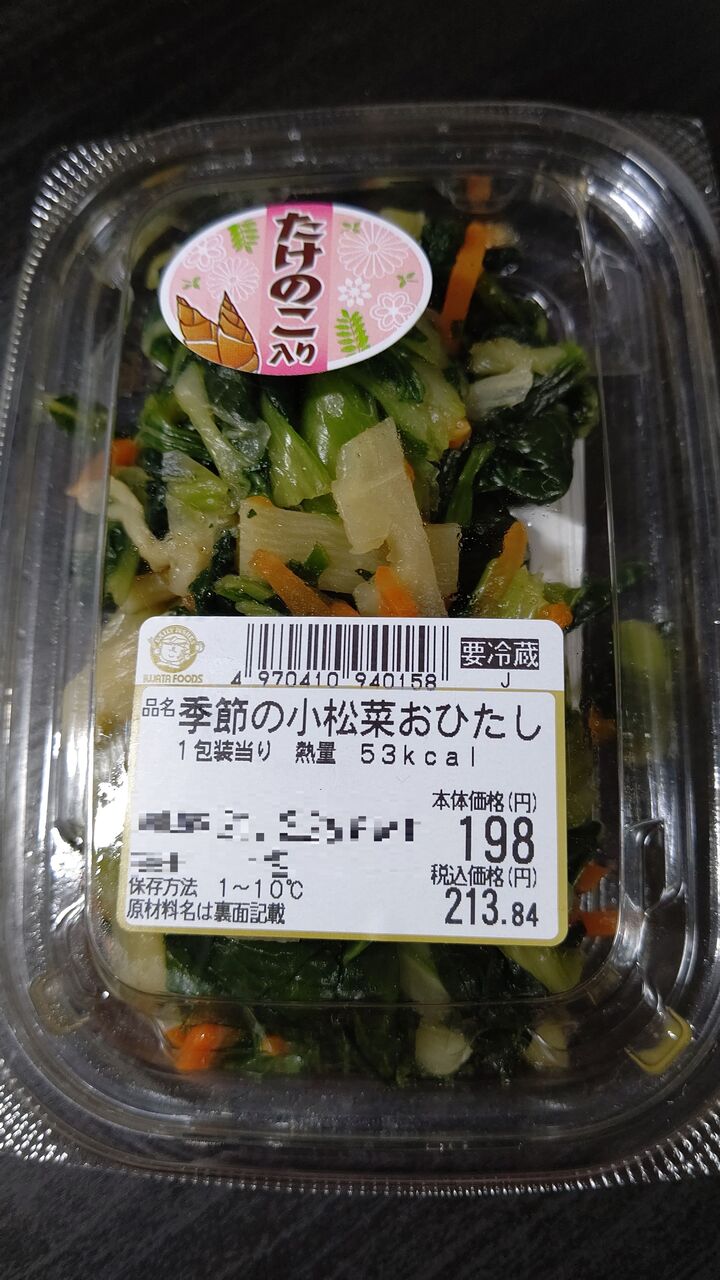 たけのこ入り
IWATA FOODS
4 970410 940158
要冷蔵
J
品名 季節の小松菜おひたし
1包装当り 熱量 53kcal
本体価格(円)
198
税込価格(円)
213.84
保存方法 1~10℃
原材料名は裏面記載